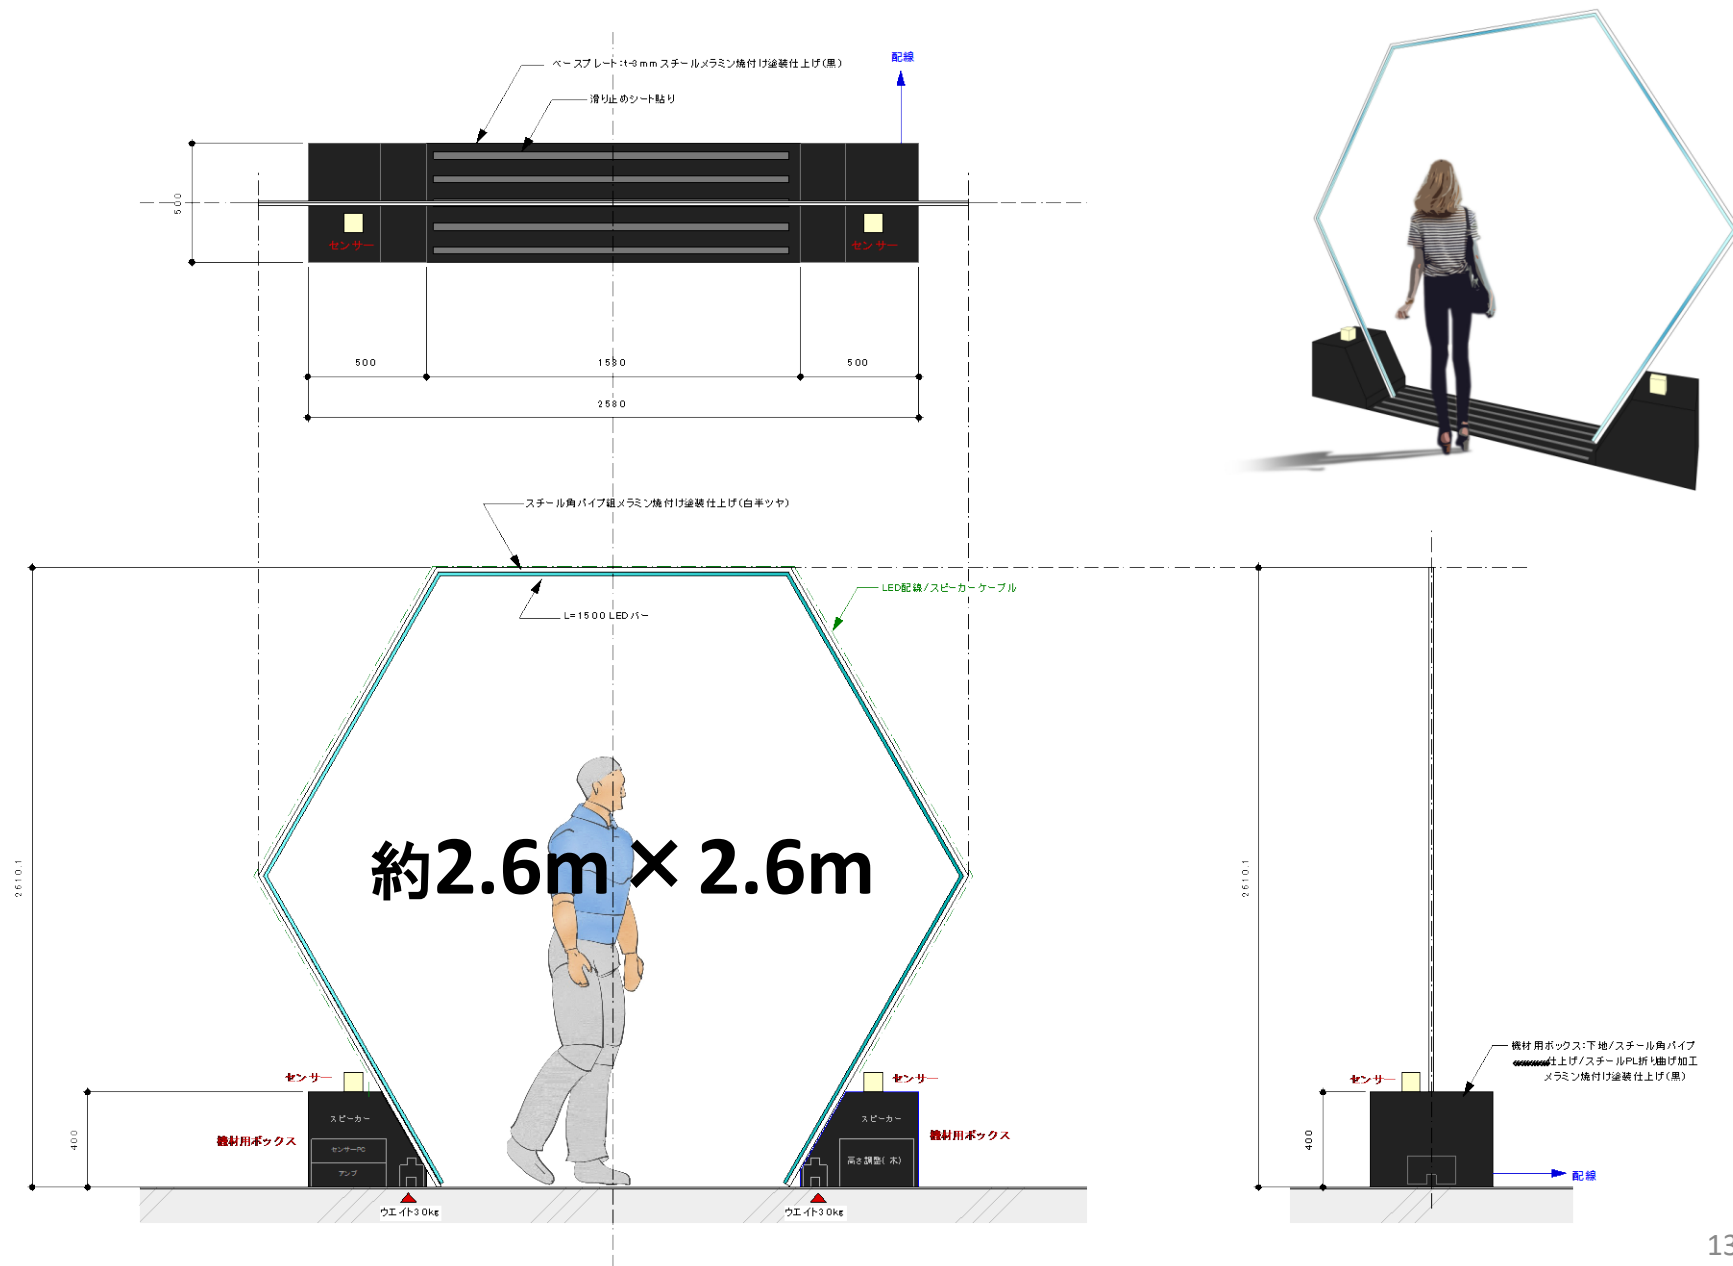 ベースプレート:t-3mm スチールメラミン焼付け塗装仕上げ(黒)
配線
滑り止めシート貼り
500
センサー
センサー
500
1580
500
2580
スチール角パイプ組メラミン焼付け塗装仕上げ(白半ツヤ)
LED配線/スピーカーケーブル
L=1500 LEDバー
約2.6m×2.6m
2610.1
2610.1
機材用ボックス:下地/スチール角パイプ
仕上げ/スチールPL折り曲げ加工
メラミン焼付け塗装仕上げ(黒)
センサー
センサー
センサー
スピーカー
スピーカー
機材用ボックス
機材用ボックス
400
400
センサーPC
アンプ
高さ調整(木)
配線
ウエイト30kg
ウエイト30kg
13